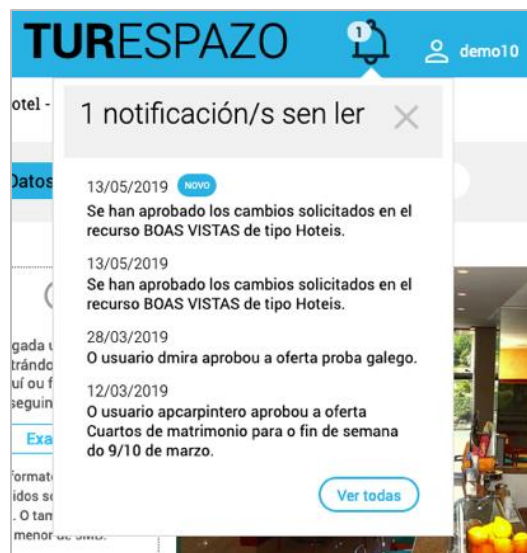 TURESPAZO
1
demo10
otel -
1 notificación/s sen ler
Datos
13/05/2019 NOVO
Se han aprobado los cambios solicitados en el
recurso BOAS VISTAS de tipo Hoteis.
13/05/2019
Se han aprobado los cambios solicitados en el
recurso BOAS VISTAS de tipo Hoteis.
28/03/2019
O usuario dmira aprobou a oferta proba galego.
12/03/2019
O usuario apcarpintero aprobou a oferta
Cuartos de matrimonio para o fin de semana
do 9/10 de marzo.
Ver todas
gada u
trándo
uí ou f
seguin
Exa
formato
idos so
. O tam
menor de 5MB.